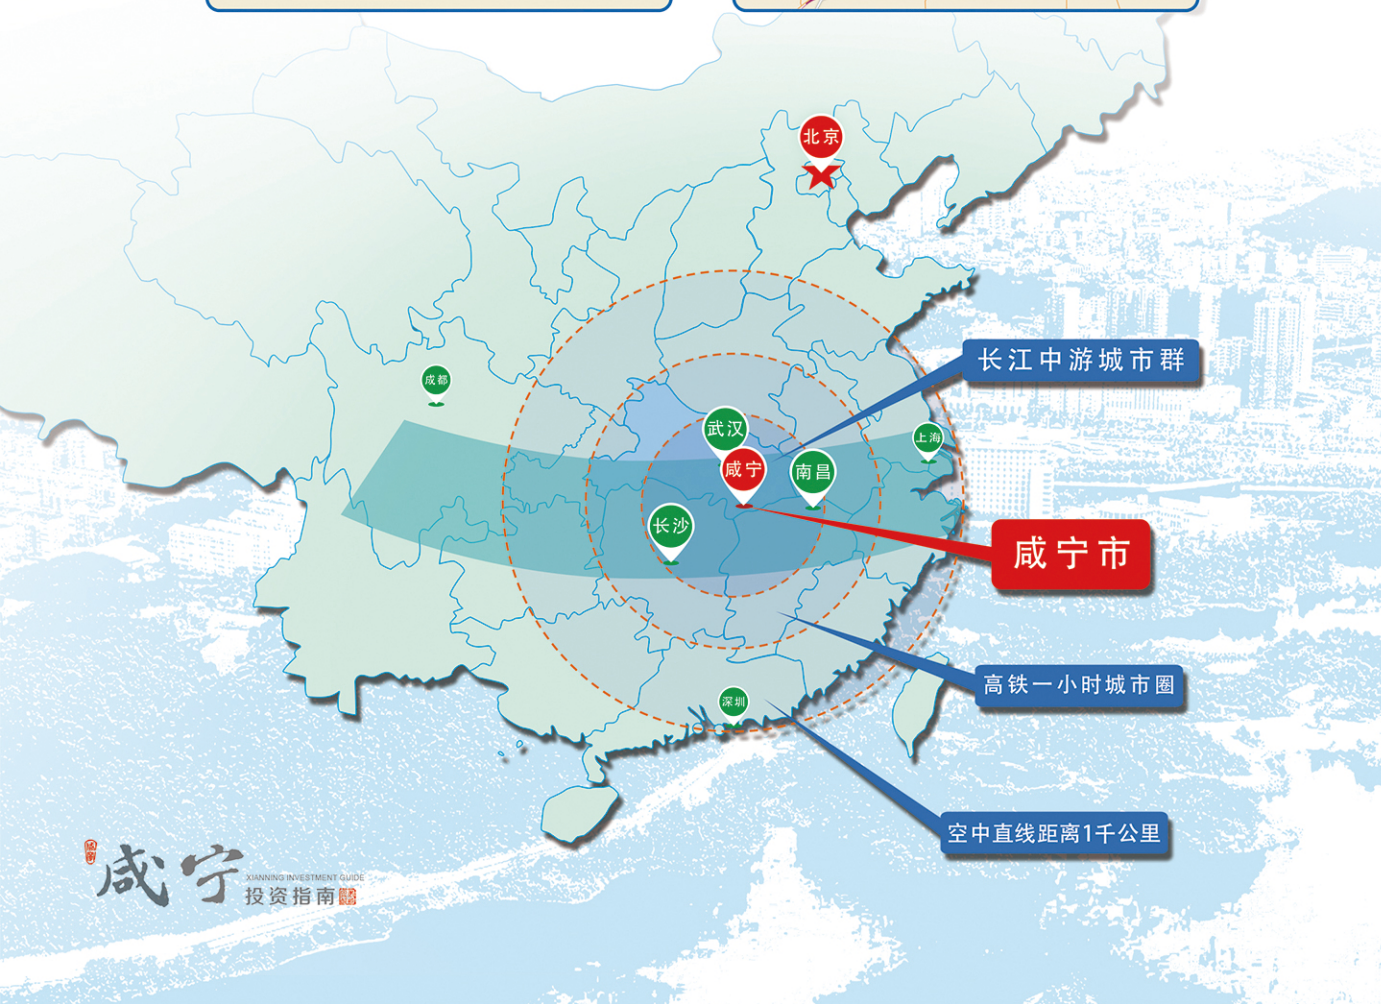 北京
长江中游城市群
成都
武汉
上海
咸宁
南昌
长沙
咸宁市
高铁一小时城市圈
深圳
空中直线距离1千公里
咸宁
XIANNING INVESTMENT GUIDE
投资指南